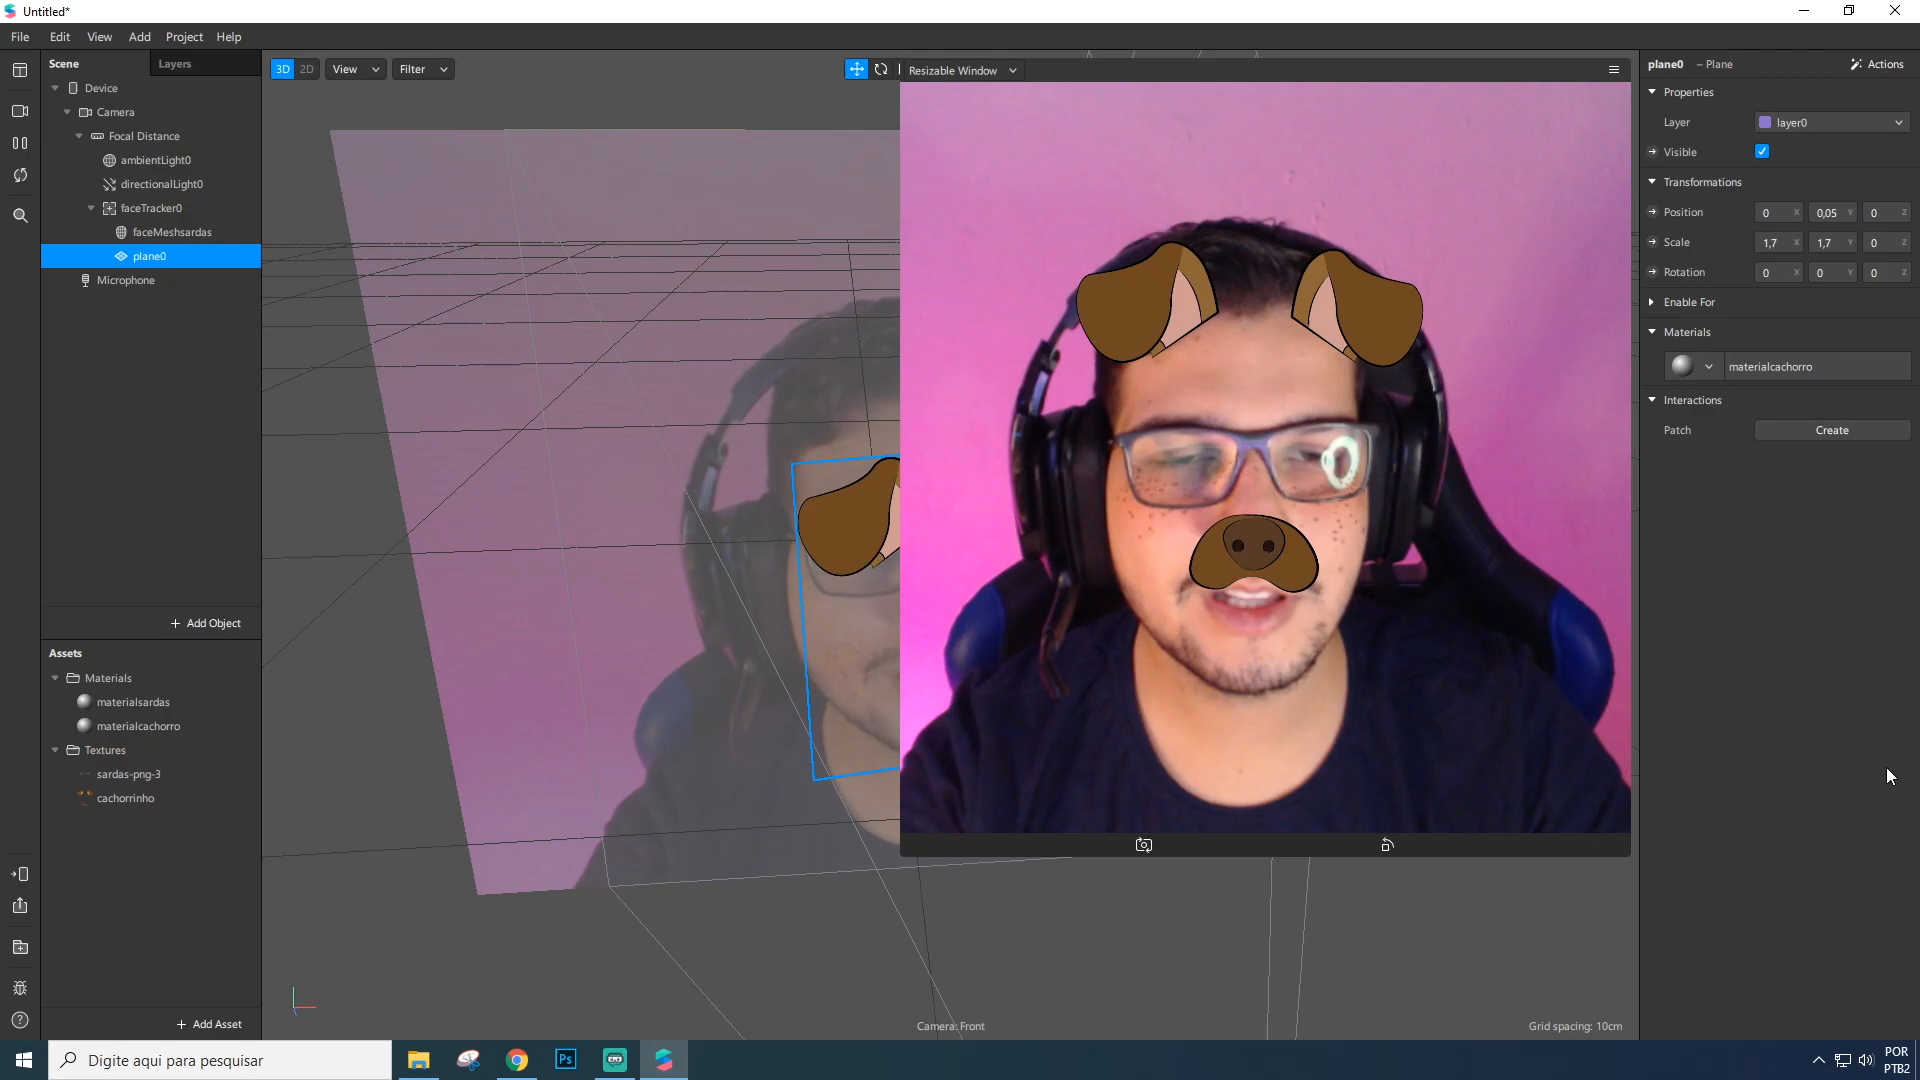 Untitled*
File Edit View Add Project Help
Scene Layers
Device
Camera
Focal Distance
ambientLight0
directionalLight0
faceTracker0
faceMeshsardas
plane0
Microphone
+ Add Object
Assets
Materials
materialsardas
materialcachorro
Textures
sardas-png-3
cachorrinho
+ Add Asset
3D 2D View Filter
Resizable Window
Camera: Front
Grid spacing: 10cm
plane0 – Plane Actions
Properties
Layer layer0
Visible
Transformations
Position 0 X 0,05 Y 0 Z
Scale 1,7 X 1,7 Y 0 Z
Rotation 0 X 0 Y 0 Z
Enable For
Materials
materialcachorro
Interactions
Patch Create
Digite aqui para pesquisar
Ps
POR
PTB2